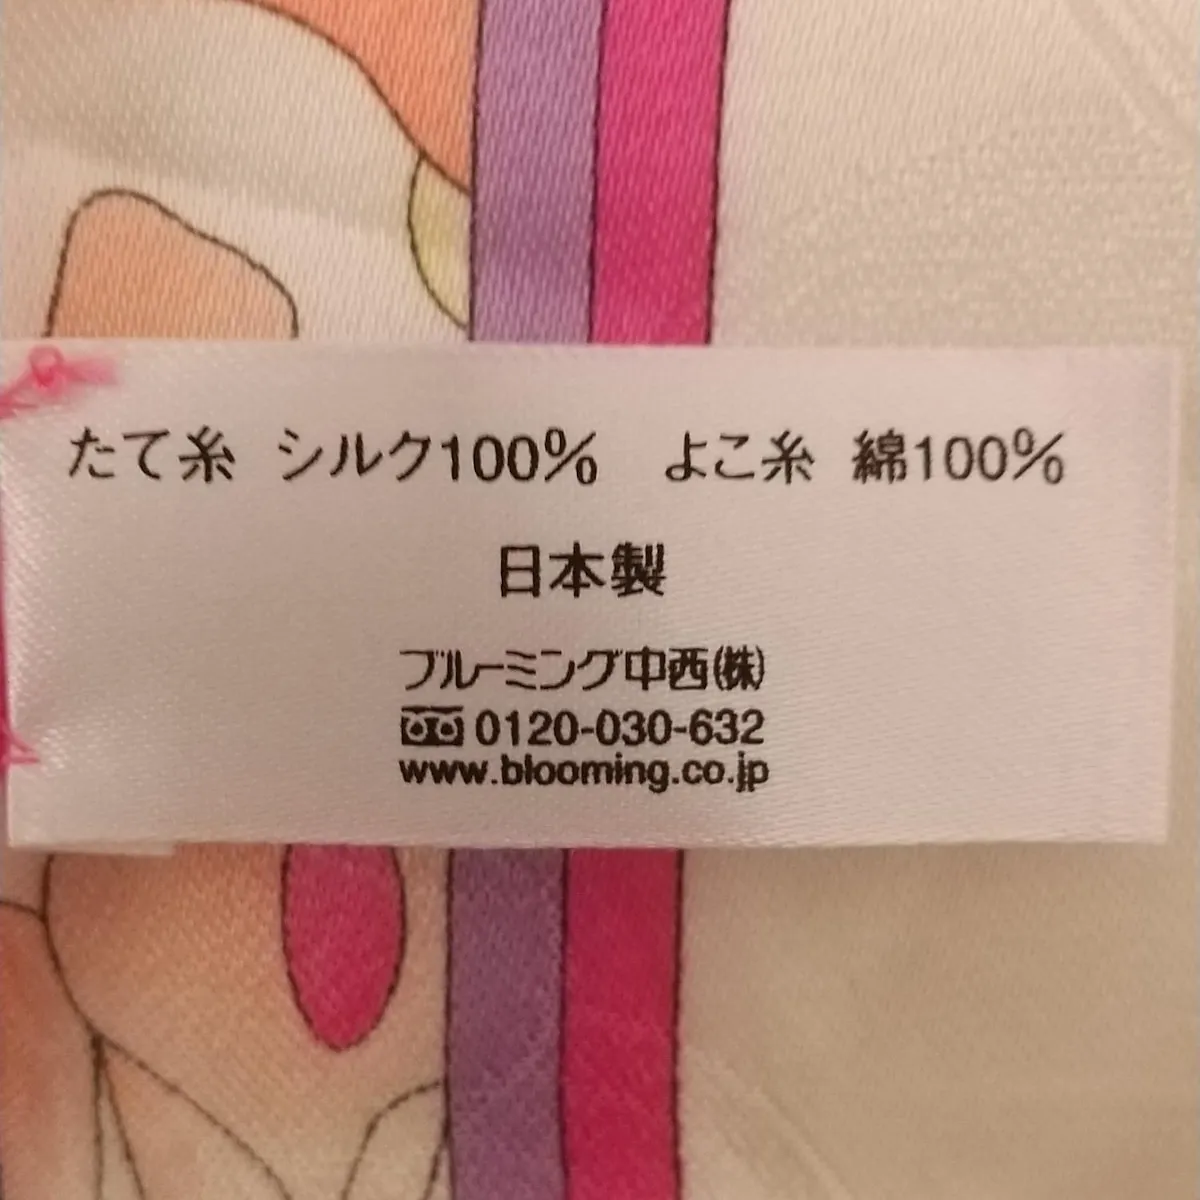 たて糸 シルク100% よこ糸 綿100%
日本製
ブルーミング中西(株)
0120-030-632
www.blooming.co.jp